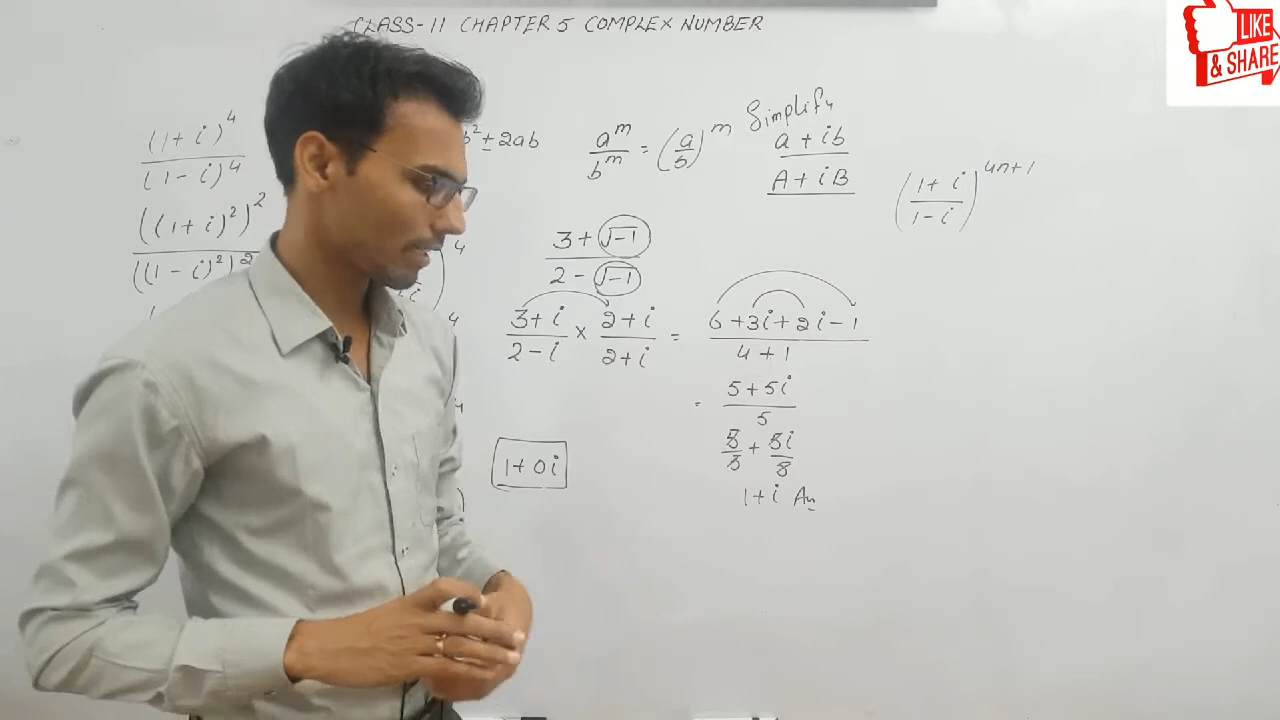 CLASS-11 CHAPTER 5 COMPLEX NUMBER
LIKE
& SHARE
(1+i)^4
(1-i)^4
((1+i)^2)^2
((1-i)^2)^2
b^2 ± 2ab
a^m / b^m = (a/b)^m
Simplify
a + ib
A + iB
((1+i)/(1-i))^(4n+1)
3 + √-1
2 - √-1
(3+i)/(2-i) × (2+i)/(2+i) = (6+3i+2i-1)/(4+1)
= (5+5i)/5
5/5 + 5i/5
1+i An
1+0i